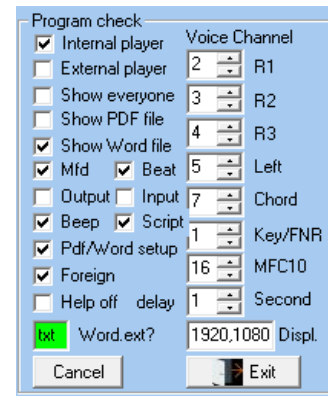 Program check
Internal player Voice Channel
External player 2 R1
Show everyone 3 R2
Show PDF file
Show Word file 4 R3
Mfd Beat 5 Left
Output Input 7 Chord
Beep Script 1 Key/FNR
Pdf/Word setup
Foreign 16 MFC10
Help off delay 1 Second
txt Word.ext? 1920,1080 Displ.
Cancel Exit